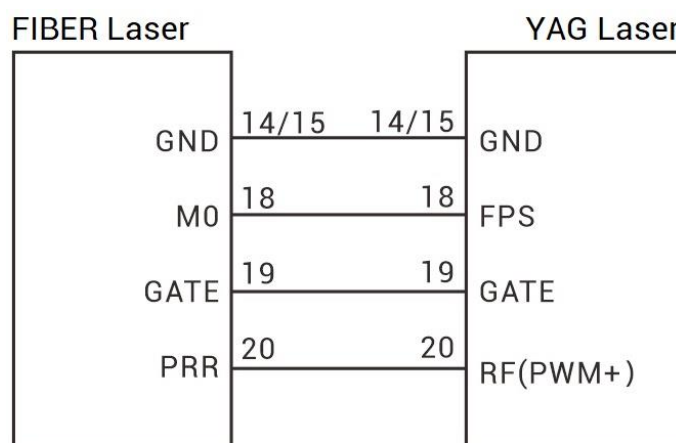 FIBER Laser YAG Laser
14/15 14/15
GND GND
18 18
M0 FPS
19 19
GATE GATE
20 20
PRR RF(PWM+)